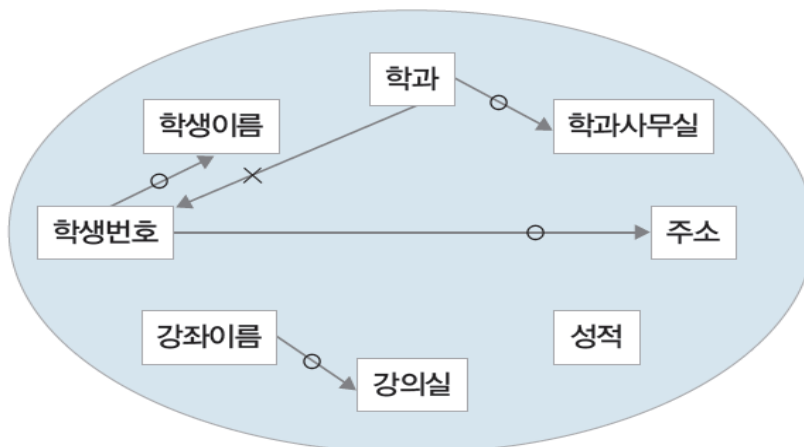 학과
학생이름
학과사무실
학생번호
주소
강좌이름
성적
강의실